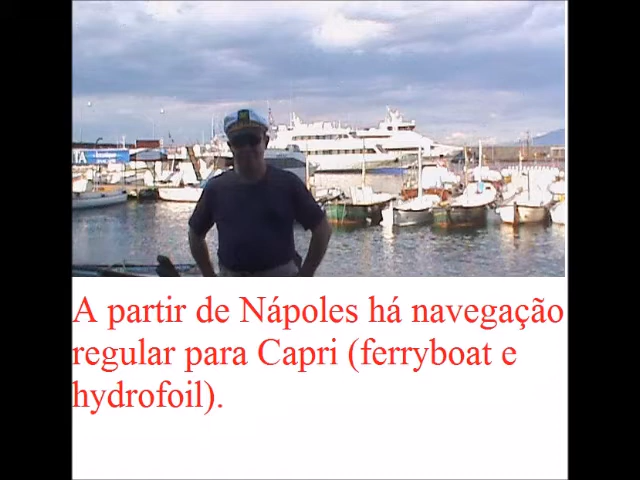 A partir de Nápoles há navegação
regular para Capri (ferryboat e
hydrofoil).